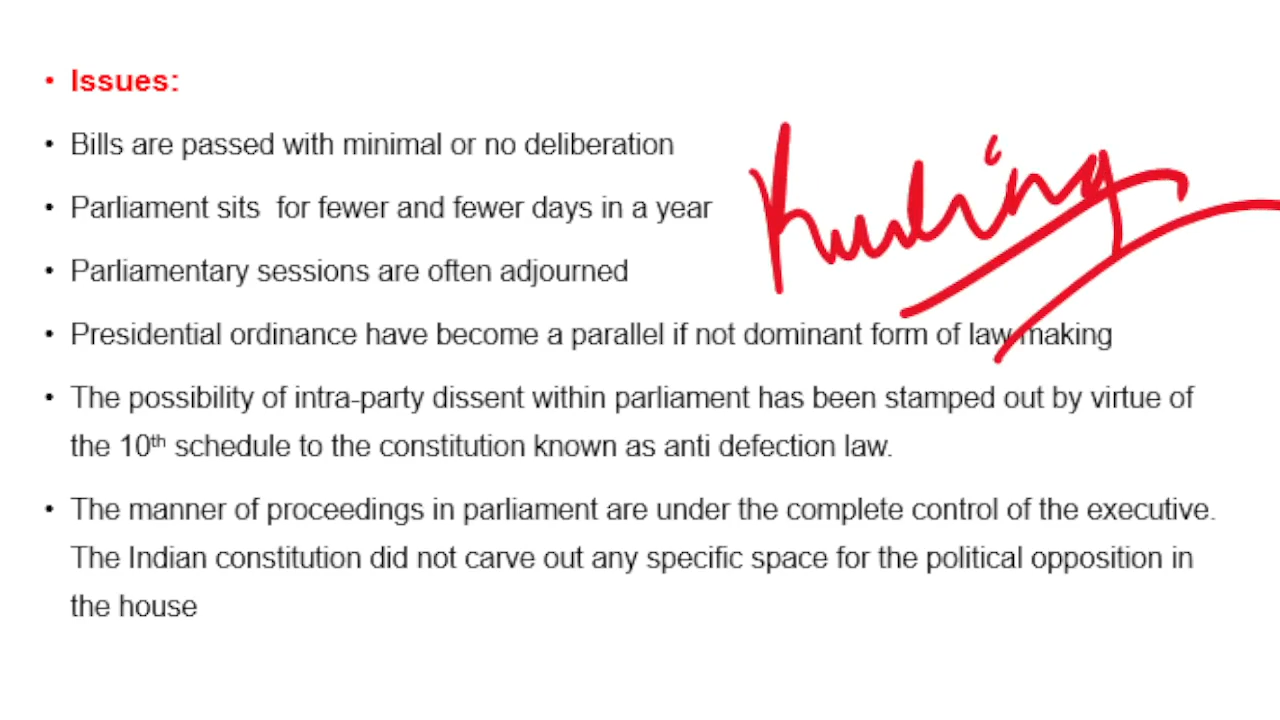 • Issues:
• Bills are passed with minimal or no deliberation
• Parliament sits for fewer and fewer days in a year
• Parliamentary sessions are often adjourned
• Presidential ordinance have become a parallel if not dominant form of law making
• The possibility of intra-party dissent within parliament has been stamped out by virtue of
the 10th schedule to the constitution known as anti defection law.
• The manner of proceedings in parliament are under the complete control of the executive.
The Indian constitution did not carve out any specific space for the political opposition in
the house